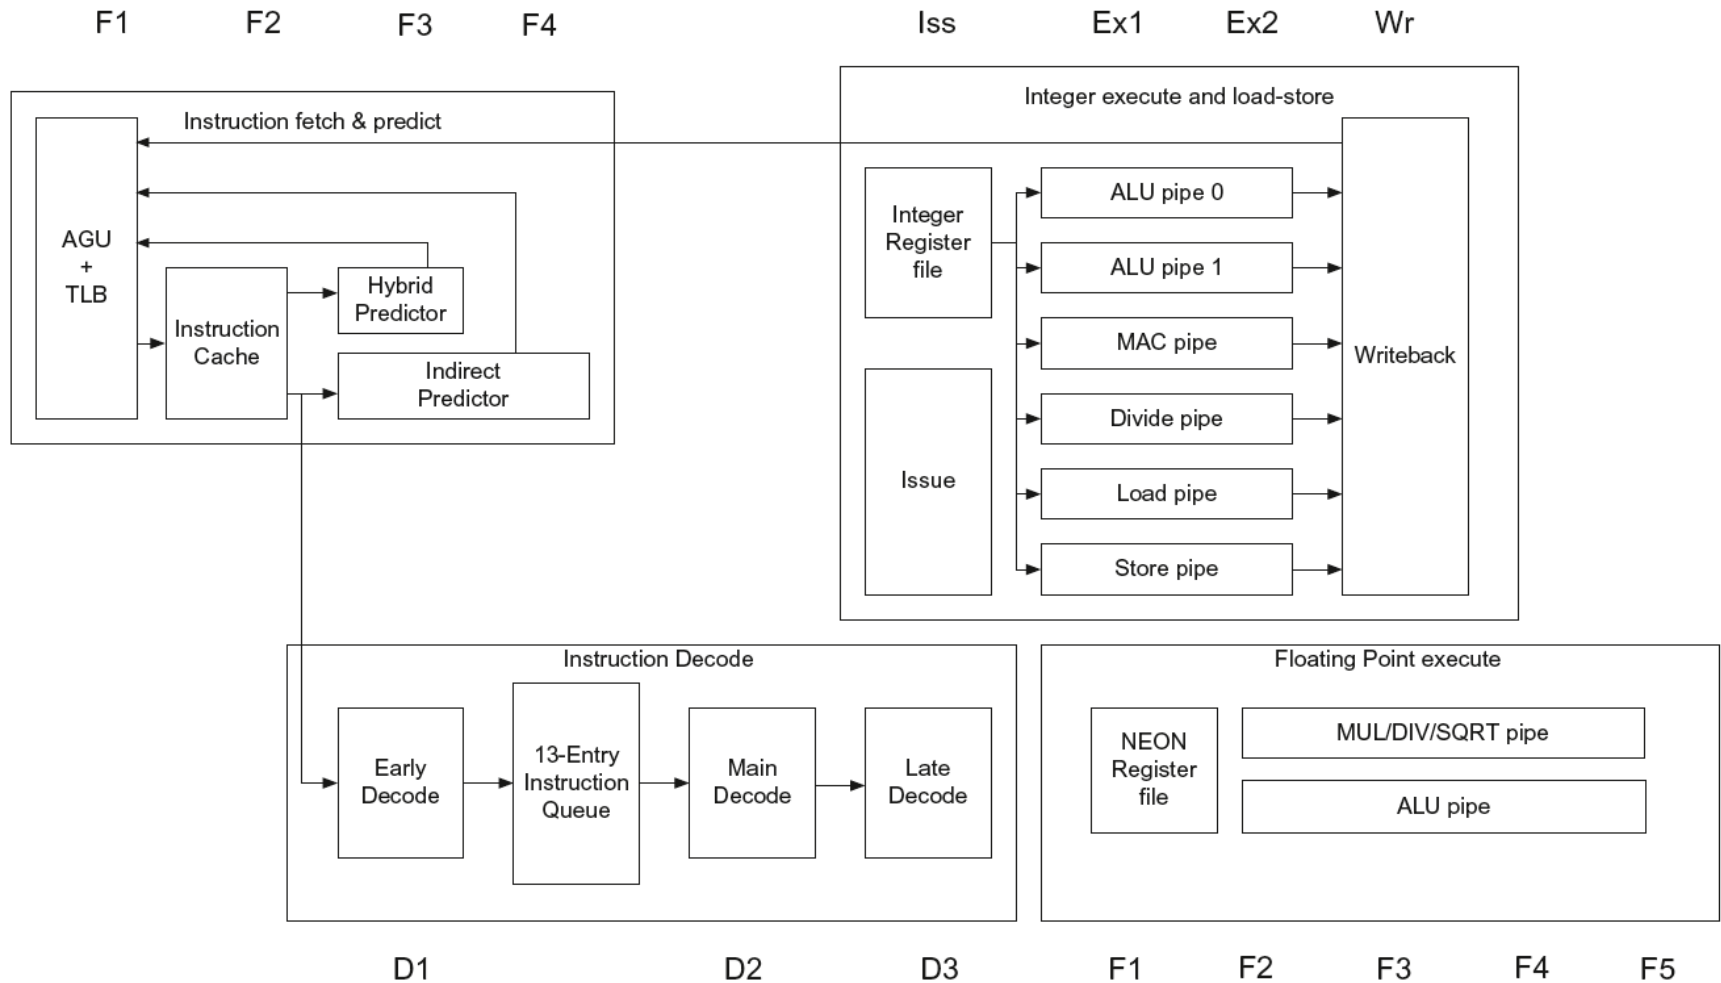 F1 F2 F3 F4 Iss Ex1 Ex2 Wr
Instruction fetch & predict
AGU
+
TLB
Instruction
Cache
Hybrid
Predictor
Indirect
Predictor
Integer execute and load-store
Integer
Register
file
Issue
ALU pipe 0
ALU pipe 1
MAC pipe
Divide pipe
Load pipe
Store pipe
Writeback
Instruction Decode
Early
Decode
13-Entry
Instruction
Queue
Main
Decode
Late
Decode
Floating Point execute
NEON
Register
file
MUL/DIV/SQRT pipe
ALU pipe
D1 D2 D3 F1 F2 F3 F4 F5